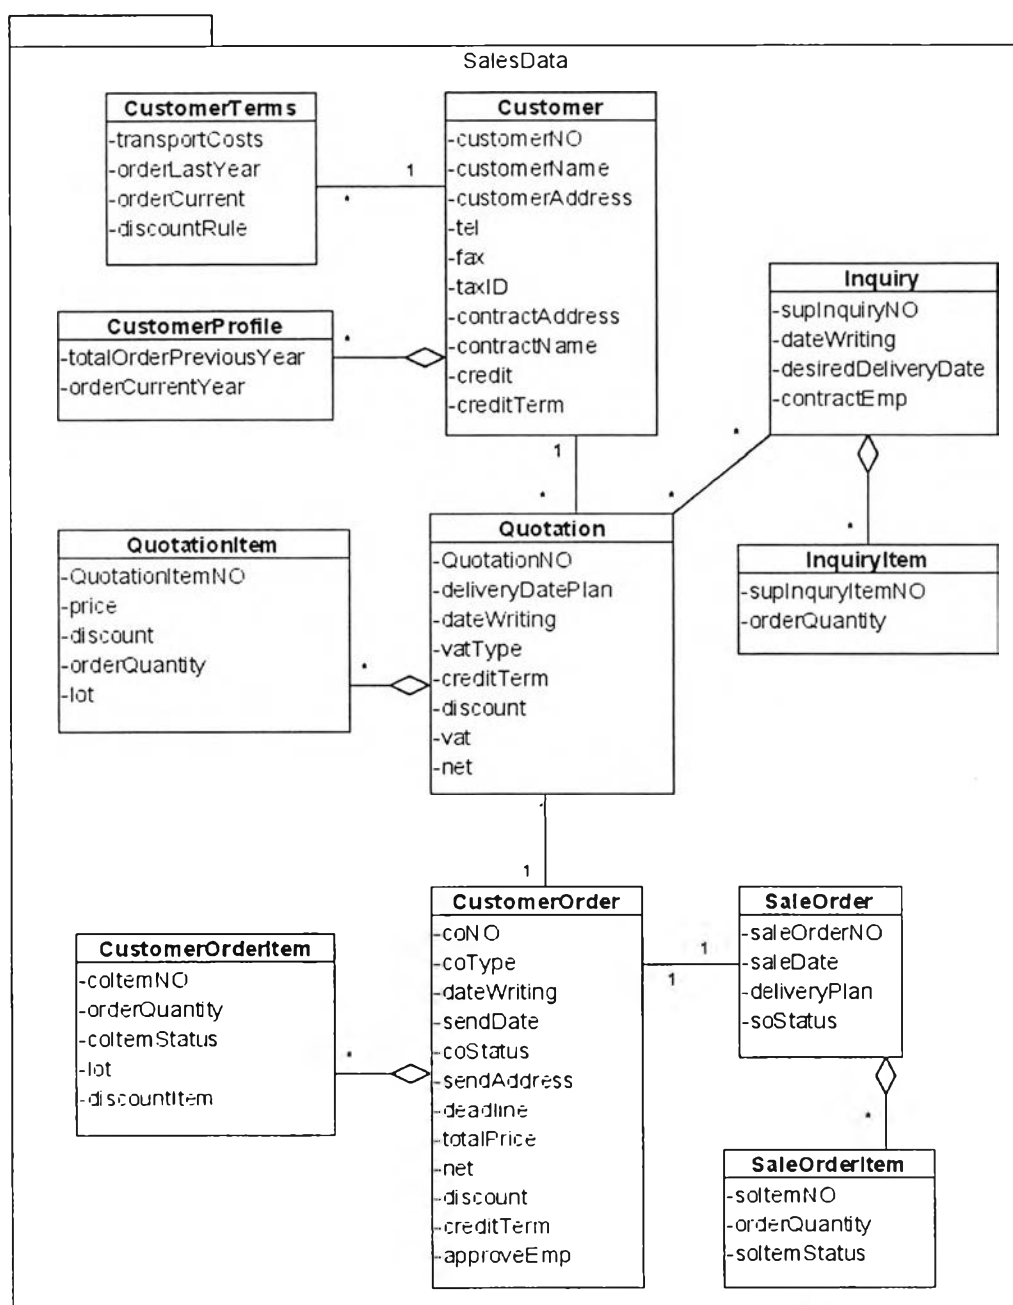 SalesData
CustomerTerms
-transportCosts
-orderLastYear
-orderCurrent
-discountRule
1
*
Customer
-customerNO
-customerName
-customerAddress
-tel
-fax
-taxID
-contractAddress
-contractName
-credit
-creditTerm
CustomerProfile
-totalOrderPreviousYear
-orderCurrentYear
*
Inquiry
-supInquiryNO
-dateWriting
-desiredDeliveryDate
-contractEmp
1
*
*
*
*
InquiryItem
-supInquryItemNO
-orderQuantity
QuotationItem
-QuotationItemNO
-price
-discount
-orderQuantity
-lot
*
Quotation
-QuotationNO
-deliveryDatePlan
-dateWriting
-vatType
-creditTerm
-discount
-vat
-net
*
1
CustomerOrder
-coNO
-coType
-dateWriting
-sendDate
-coStatus
-sendAddress
-deadline
-totalPrice
-net
-discount
-creditTerm
-approveEmp
1
1
SaleOrder
-saleOrderNO
-saleDate
-deliveryPlan
-soStatus
CustomerOrderItem
-coItemNO
-orderQuantity
-coItemStatus
-lot
-discountItem
*
*
SaleOrderItem
-soItemNO
-orderQuantity
-soItemStatus